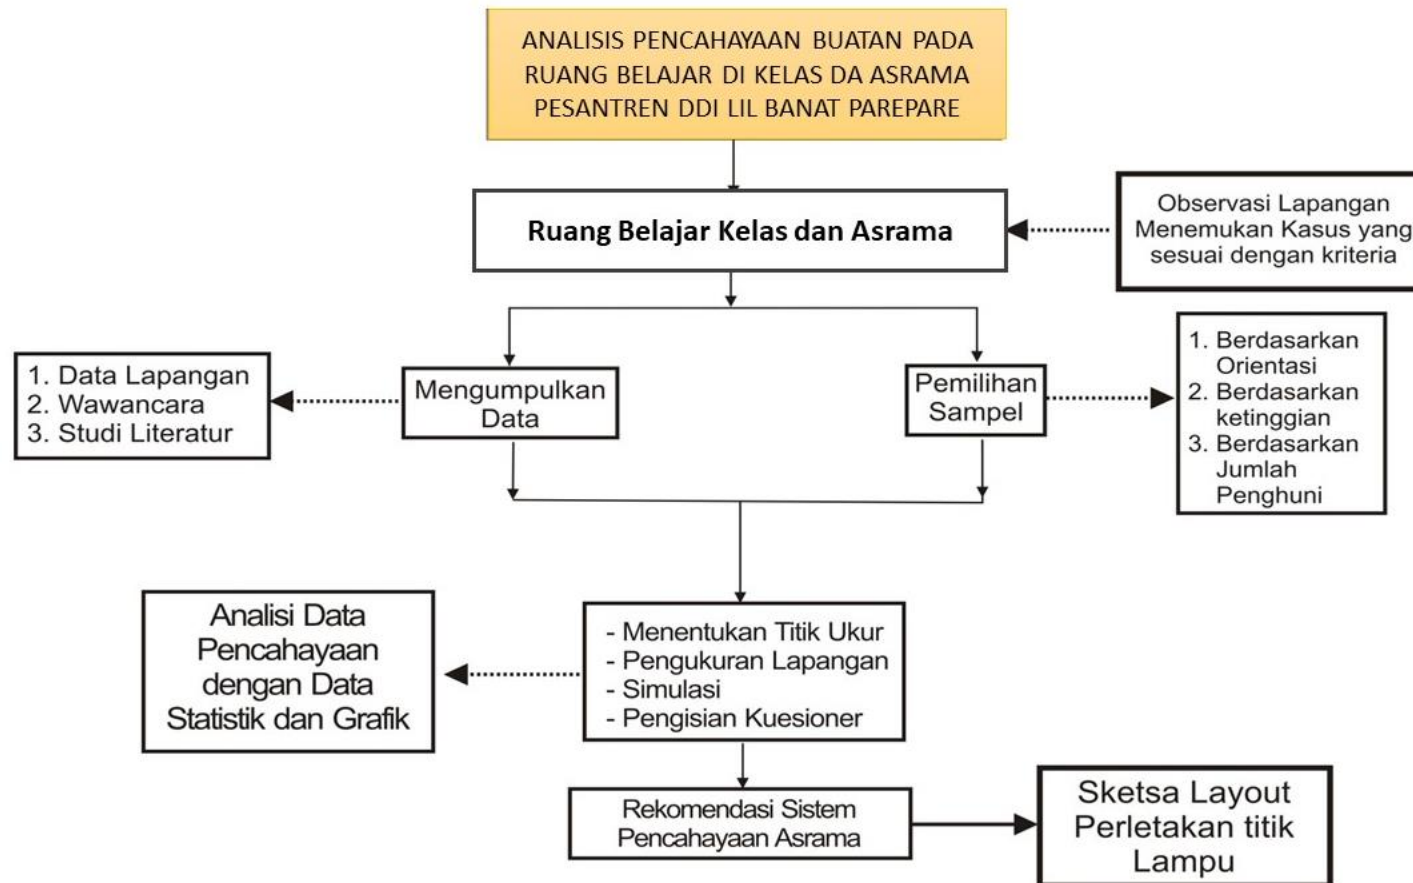 ANALISIS PENCAHAYAAN BUATAN PADA
RUANG BELAJAR DI KELAS DA ASRAMA
PESANTREN DDI LIL BANAT PAREPARE
Ruang Belajar Kelas dan Asrama
Observasi Lapangan
Menemukan Kasus yang
sesuai dengan kriteria
1. Data Lapangan
2. Wawancara
3. Studi Literatur
Mengumpulkan
Data
Pemilihan
Sampel
1. Berdasarkan
Orientasi
2. Berdasarkan
ketinggian
3. Berdasarkan
Jumlah
Penghuni
Analisi Data
Pencahayaan
dengan Data
Statistik dan Grafik
- Menentukan Titik Ukur
- Pengukuran Lapangan
- Simulasi
- Pengisian Kuesioner
Rekomendasi Sistem
Pencahayaan Asrama
Sketsa Layout
Perletakan titik
Lampu